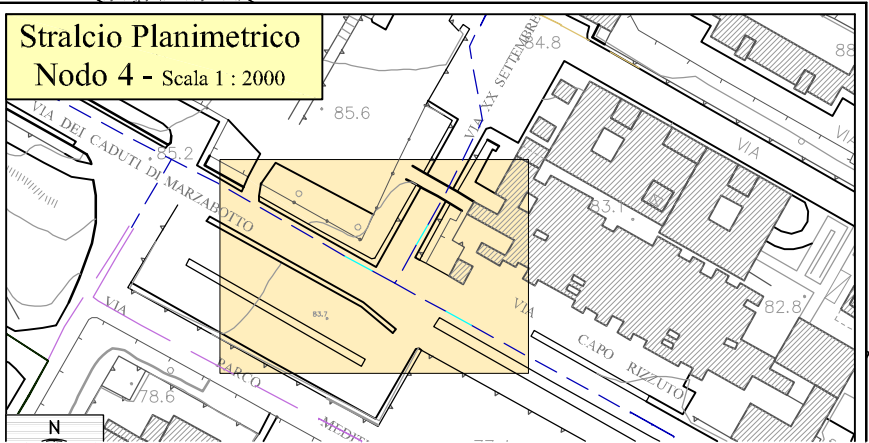 Stralcio Planimetrico
Nodo 4 - Scala 1 : 2000
84.8
88
VIA XX SETTEMBRE
85.6
VIA DEI CADUTI DI MARZABOTTO
85.2
VIA
VIA
83.1
82.8
VIA
83.7
VIA
CAPO RIZZUTO
PARCO
78.6
N